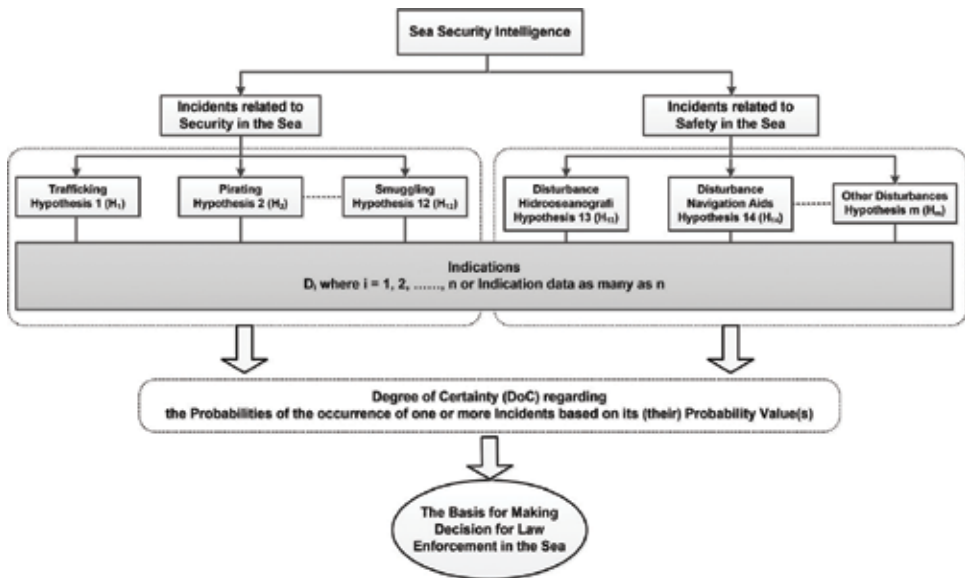 Sea Security Intelligence
Incidents related to
Security in the Sea
Incidents related to
Safety in the Sea
Trafficking
Hypothesis 1 (H₁)
Pirating
Hypothesis 2 (H₂)
Smuggling
Hypothesis 12 (H₁₂)
Disturbance
Hidrooseanografi
Hypothesis 13 (H₁₃)
Disturbance
Navigation Aids
Hypothesis 14 (H₁₄)
Other Disturbances
Hypothesis m (Hₘ)
Indications
Dᵢ where i = 1, 2, ......, n or Indication data as many as n
Degree of Certainty (DoC) regarding
the Probabilities of the occurrence of one or more Incidents based on its (their) Probability Value(s)
The Basis for Making
Decision for Law
Enforcement in the Sea